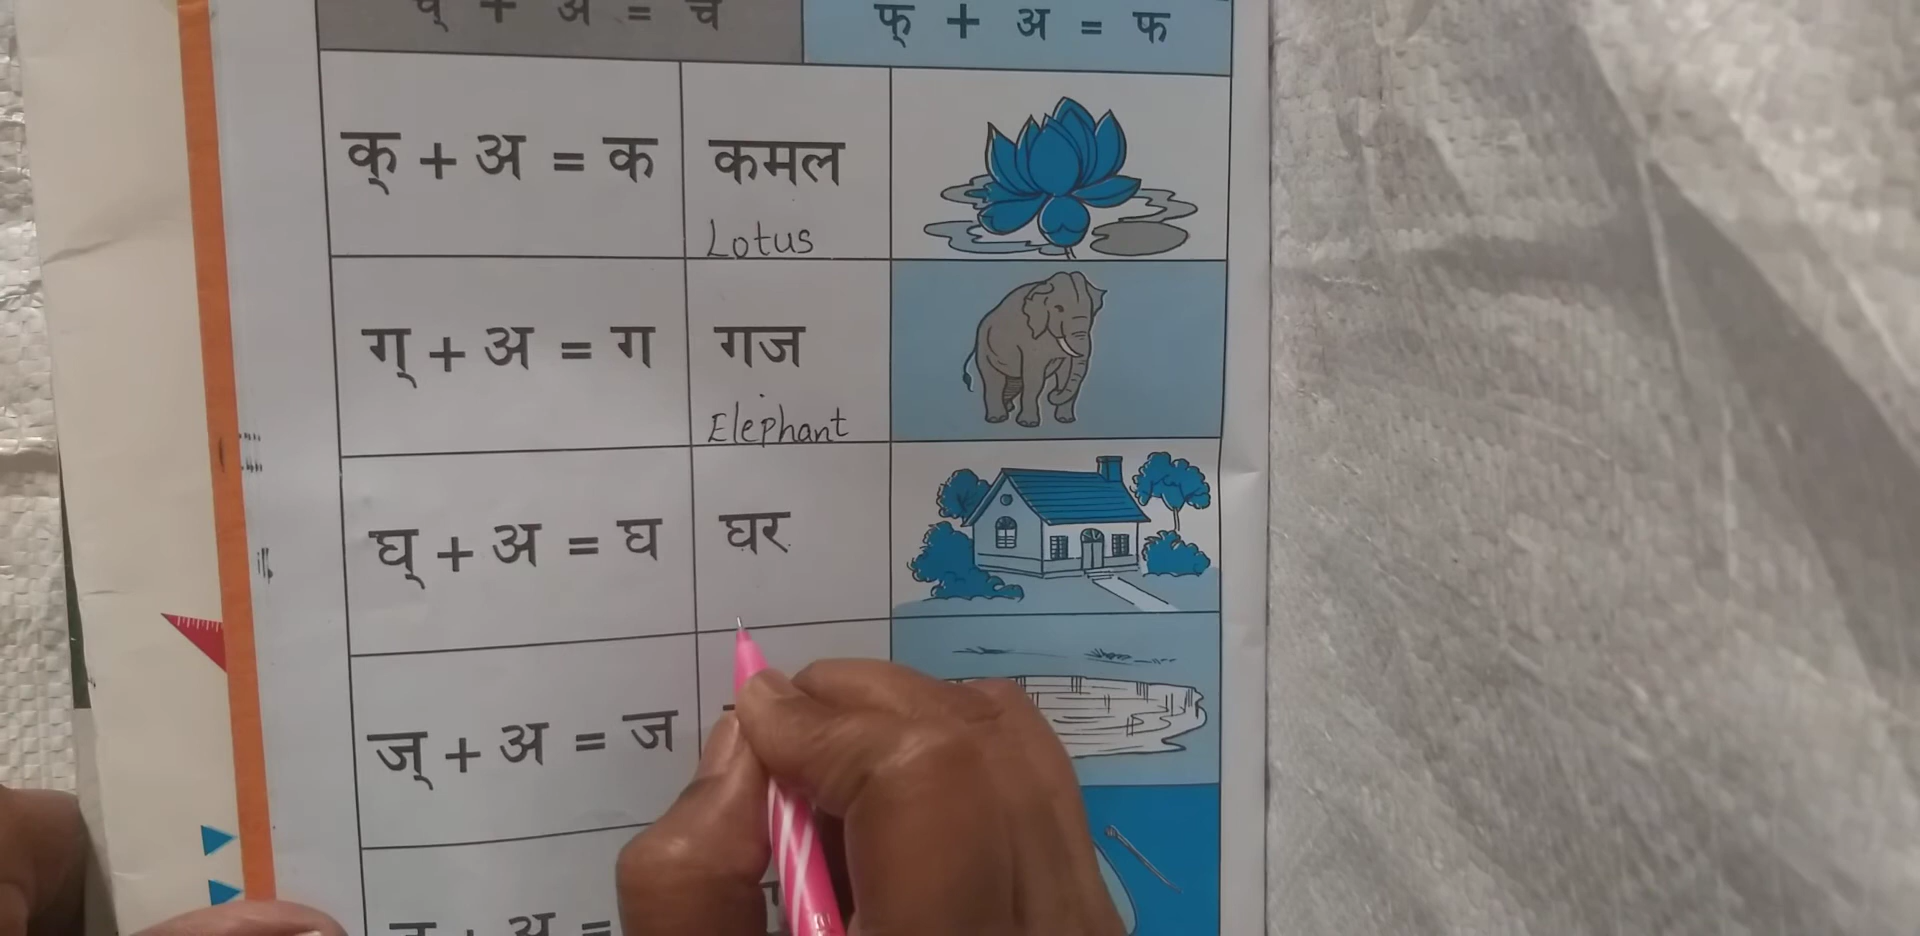 च् + अ = च
फ् + अ = फ
क् + अ = क
कमल
Lotus
ग् + अ = ग
गज
Elephant
घ् + अ = घ
घर
ज् + अ = ज
+ अ =